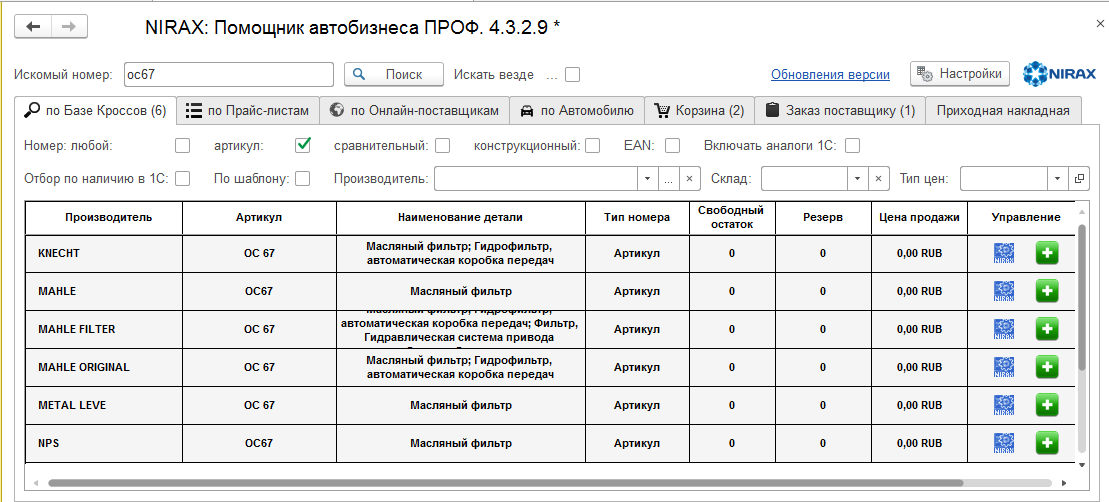 NIRAX: Помощник автобизнеса ПРОФ. 4.3.2.9 *
Искомый номер: oc67 Поиск Искать везде ... Обновления версии Настройки NIRAX
по Базе Кроссов (6) по Прайс-листам по Онлайн-поставщикам по Автомобилю Корзина (2) Заказ поставщику (1) Приходная накладная
Номер: любой: артикул: сравнительный: конструкционный: EAN: Включать аналоги 1С:
Отбор по наличию в 1С: По шаблону: Производитель: ... Склад: Тип цен:
Производитель Артикул Наименование детали Тип номера Свободный остаток Резерв Цена продажи Управление
KNECHT OC 67 Масляный фильтр; Гидрофильтр, Артикул 0 0 0,00 RUB NIRAX
автоматическая коробка передач
MAHLE OC67 Масляный фильтр Артикул 0 0 0,00 RUB NIRAX
Масляный фильтр; Гидрофильтр,
MAHLE FILTER OC 67 автоматическая коробка передач; Фильтр, Артикул 0 0 0,00 RUB NIRAX
Гидравлическая система привода
MAHLE ORIGINAL OC 67 Масляный фильтр; Гидрофильтр, Артикул 0 0 0,00 RUB NIRAX
автоматическая коробка передач
METAL LEVE OC 67 Масляный фильтр Артикул 0 0 0,00 RUB NIRAX
NPS OC67 Масляный фильтр Артикул 0 0 0,00 RUB NIRAX